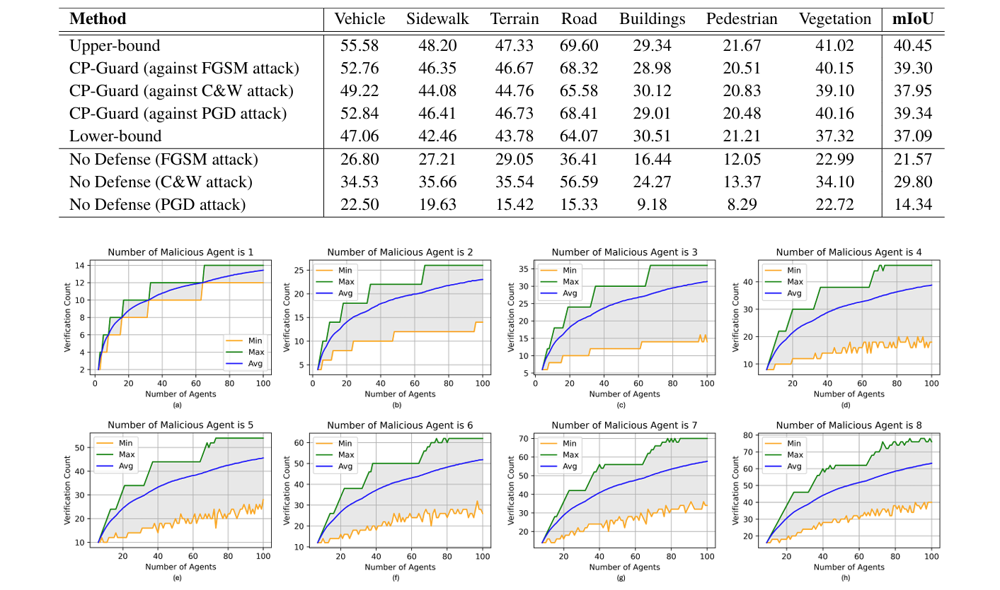 Method Vehicle Sidewalk Terrain Road Buildings Pedestrian Vegetation mIoU
Upper-bound 55.58 48.20 47.33 69.60 29.34 21.67 41.02 40.45
CP-Guard (against FGSM attack) 52.76 46.35 46.67 68.32 28.98 20.51 40.15 39.30
CP-Guard (against C&W attack) 49.22 44.08 44.76 65.58 30.12 20.83 39.10 37.95
CP-Guard (against PGD attack) 52.84 46.41 46.73 68.41 29.01 20.48 40.16 39.34
Lower-bound 47.06 42.46 43.78 64.07 30.51 21.21 37.32 37.09
No Defense (FGSM attack) 26.80 27.21 29.05 36.41 16.44 12.05 22.99 21.57
No Defense (C&W attack) 34.53 35.66 35.54 56.59 24.27 13.37 34.10 29.80
No Defense (PGD attack) 22.50 19.63 15.42 15.33 9.18 8.29 22.72 14.34
Number of Malicious Agent is 1
Verification Count
14
12
10
8
6
4
2
Min
Max
Avg
0 20 40 60 80 100
Number of Agents
(a)
Number of Malicious Agent is 2
Verification Count
25
20
15
10
5
Min
Max
Avg
0 20 40 60 80 100
Number of Agents
(b)
Number of Malicious Agent is 3
Verification Count
35
30
25
20
15
10
5
Min
Max
Avg
0 20 40 60 80 100
Number of Agents
(c)
Number of Malicious Agent is 4
Verification Count
40
30
20
10
Min
Max
Avg
20 40 60 80 100
Number of Agents
(d)
Number of Malicious Agent is 5
Verification Count
50
40
30
20
10
Min
Max
Avg
20 40 60 80 100
Number of Agents
(e)
Number of Malicious Agent is 6
Verification Count
60
50
40
30
20
10
Min
Max
Avg
20 40 60 80 100
Number of Agents
(f)
Number of Malicious Agent is 7
Verification Count
70
60
50
40
30
20
Min
Max
Avg
20 40 60 80 100
Number of Agents
(g)
Number of Malicious Agent is 8
Verification Count
80
70
60
50
40
30
20
Min
Max
Avg
20 40 60 80 100
Number of Agents
(h)